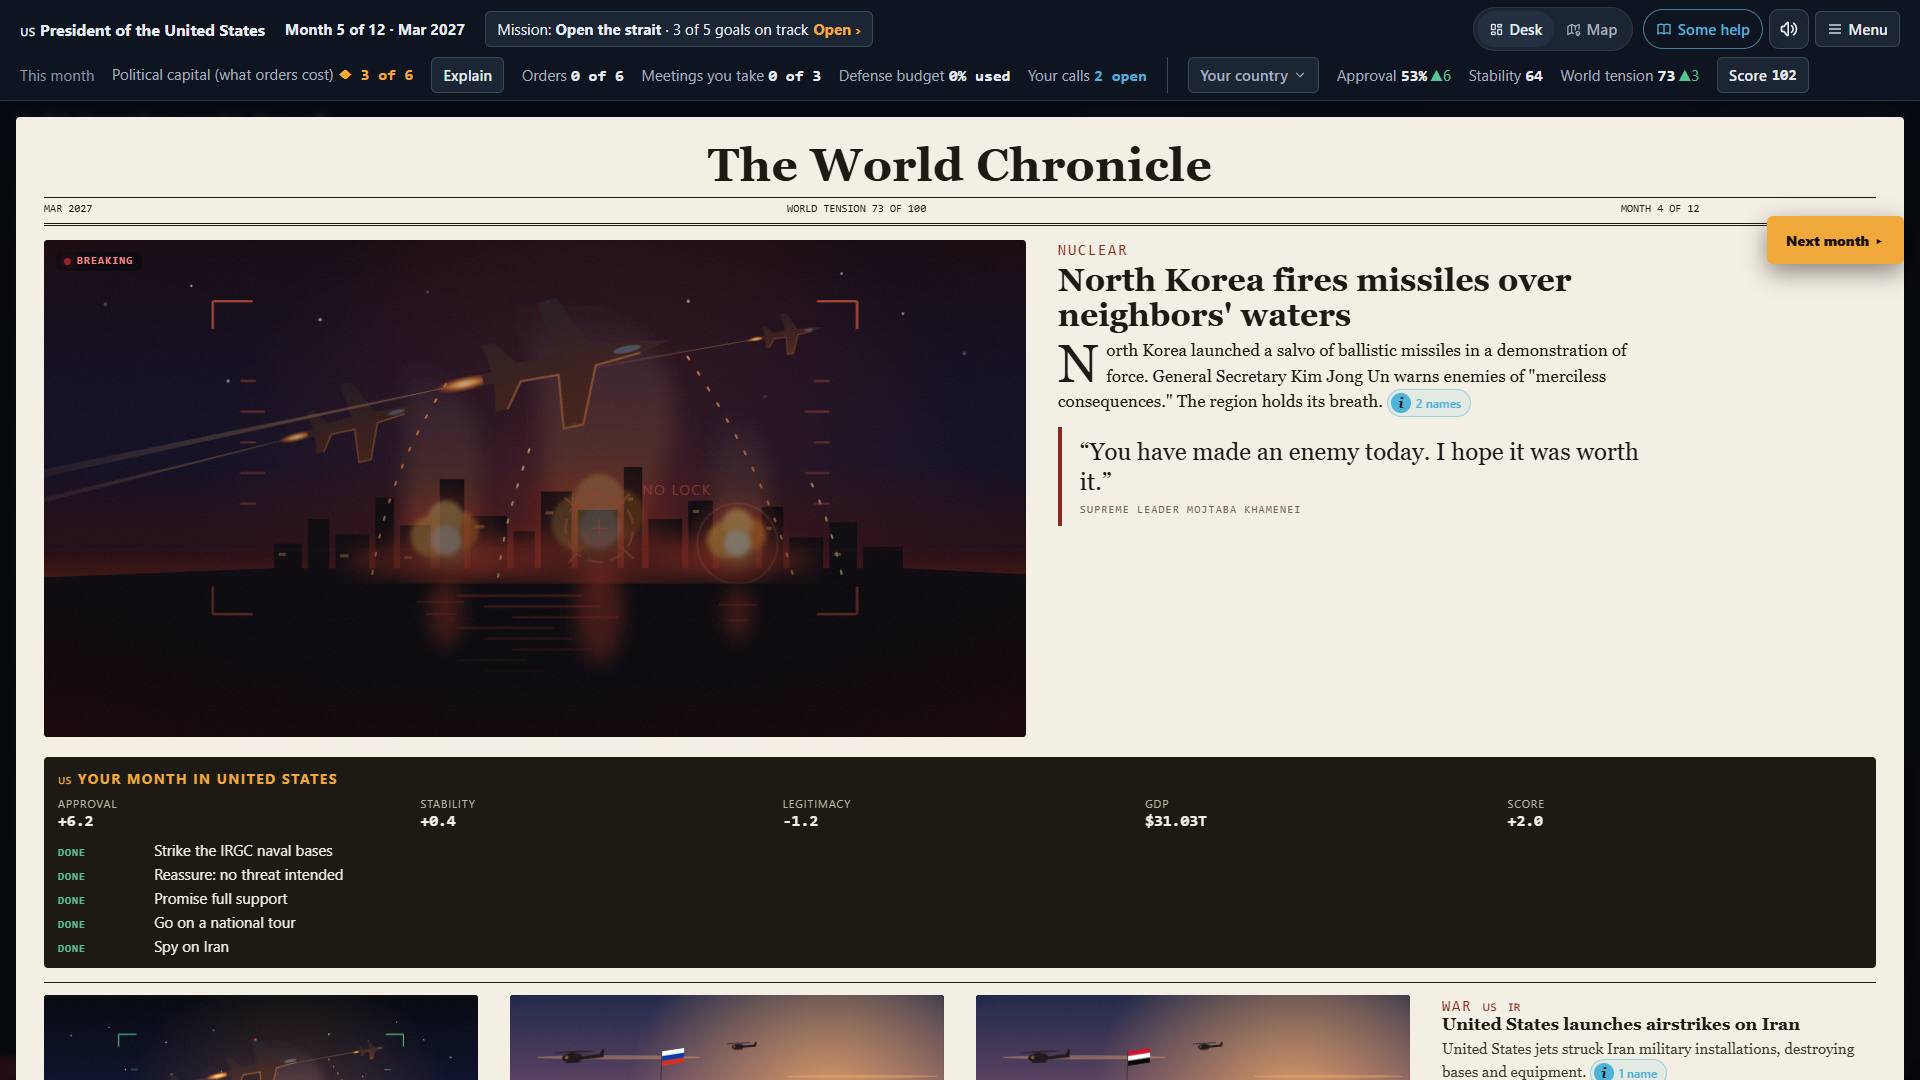 US President of the United States
Month 5 of 12 · Mar 2027
Mission: Open the strait · 3 of 5 goals on track Open ›
Desk
Map
Some help
Menu
This month
Political capital (what orders cost) ◆ 3 of 6
Explain
Orders 0 of 6
Meetings you take 0 of 3
Defense budget 0% used
Your calls 2 open
Your country
Approval 53% ▲6
Stability 64
World tension 73 ▲3
Score 102
The World Chronicle
MAR 2027
WORLD TENSION 73 OF 100
MONTH 4 OF 12
Next month ▸
BREAKING
NO LOCK
NUCLEAR
North Korea fires missiles over
neighbors' waters
North Korea launched a salvo of ballistic missiles in a demonstration of
force. General Secretary Kim Jong Un warns enemies of "merciless
consequences." The region holds its breath. i 2 names
“You have made an enemy today. I hope it was worth
it.”
SUPREME LEADER MOJTABA KHAMENEI
US YOUR MONTH IN UNITED STATES
APPROVAL
+6.2
STABILITY
+0.4
LEGITIMACY
-1.2
GDP
$31.03T
SCORE
+2.0
DONE Strike the IRGC naval bases
DONE Reassure: no threat intended
DONE Promise full support
DONE Go on a national tour
DONE Spy on Iran
WAR US IR
United States launches airstrikes on Iran
United States jets struck Iran military installations, destroying
bases and equipment. i 1 name